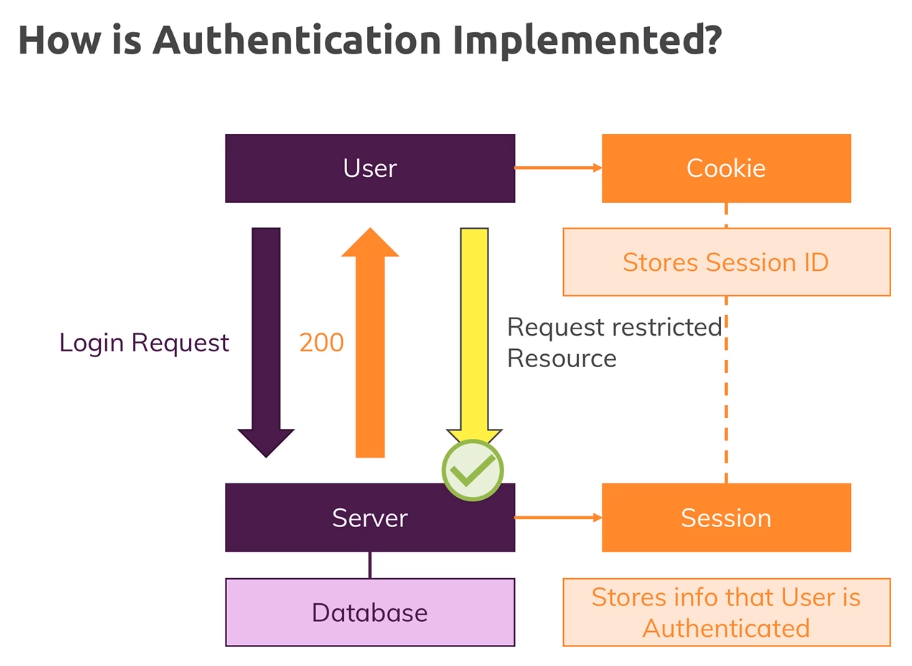 How is Authentication Implemented?
User
Cookie
Stores Session ID
Login Request
200
Request restricted
Resource
Server
Session
Database
Stores info that User is
Authenticated